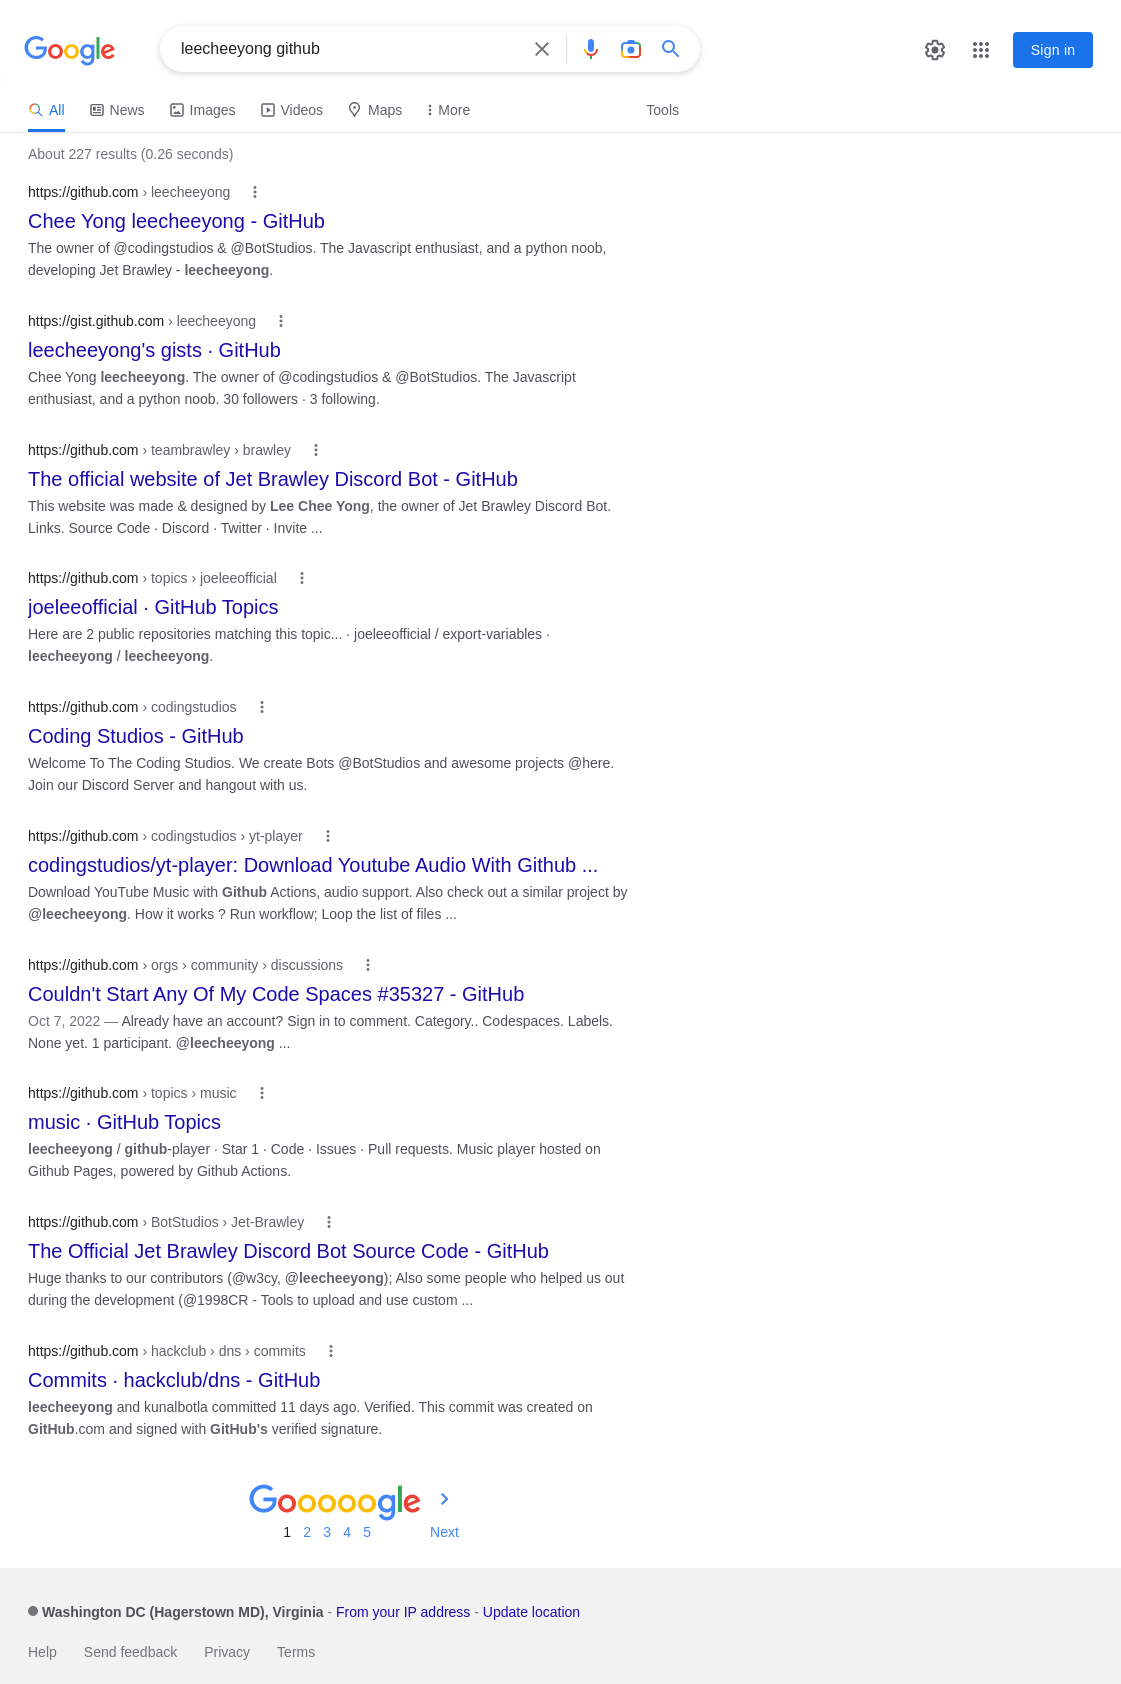 Google
leecheeyong github
Sign in
All News Images Videos Maps More Tools
About 227 results (0.26 seconds)
https://github.com › leecheeyong
Chee Yong leecheeyong - GitHub
The owner of @codingstudios & @BotStudios. The Javascript enthusiast, and a python noob,
developing Jet Brawley - leecheeyong.
https://gist.github.com › leecheeyong
leecheeyong's gists · GitHub
Chee Yong leecheeyong. The owner of @codingstudios & @BotStudios. The Javascript
enthusiast, and a python noob. 30 followers · 3 following.
https://github.com › teambrawley › brawley
The official website of Jet Brawley Discord Bot - GitHub
This website was made & designed by Lee Chee Yong, the owner of Jet Brawley Discord Bot.
Links. Source Code · Discord · Twitter · Invite ...
https://github.com › topics › joeleeofficial
joeleeofficial · GitHub Topics
Here are 2 public repositories matching this topic... · joeleeofficial / export-variables ·
leecheeyong / leecheeyong.
https://github.com › codingstudios
Coding Studios - GitHub
Welcome To The Coding Studios. We create Bots @BotStudios and awesome projects @here.
Join our Discord Server and hangout with us.
https://github.com › codingstudios › yt-player
codingstudios/yt-player: Download Youtube Audio With Github ...
Download YouTube Music with Github Actions, audio support. Also check out a similar project by
@leecheeyong. How it works ? Run workflow; Loop the list of files ...
https://github.com › orgs › community › discussions
Couldn't Start Any Of My Code Spaces #35327 - GitHub
Oct 7, 2022 — Already have an account? Sign in to comment. Category.. Codespaces. Labels.
None yet. 1 participant. @leecheeyong ...
https://github.com › topics › music
music · GitHub Topics
leecheeyong / github-player · Star 1 · Code · Issues · Pull requests. Music player hosted on
Github Pages, powered by Github Actions.
https://github.com › BotStudios › Jet-Brawley
The Official Jet Brawley Discord Bot Source Code - GitHub
Huge thanks to our contributors (@w3cy, @leecheeyong); Also some people who helped us out
during the development (@1998CR - Tools to upload and use custom ...
https://github.com › hackclub › dns › commits
Commits · hackclub/dns - GitHub
leecheeyong and kunalbotla committed 11 days ago. Verified. This commit was created on
GitHub.com and signed with GitHub's verified signature.
Gooooogle
1 2 3 4 5 Next
Washington DC (Hagerstown MD), Virginia - From your IP address - Update location
Help Send feedback Privacy Terms